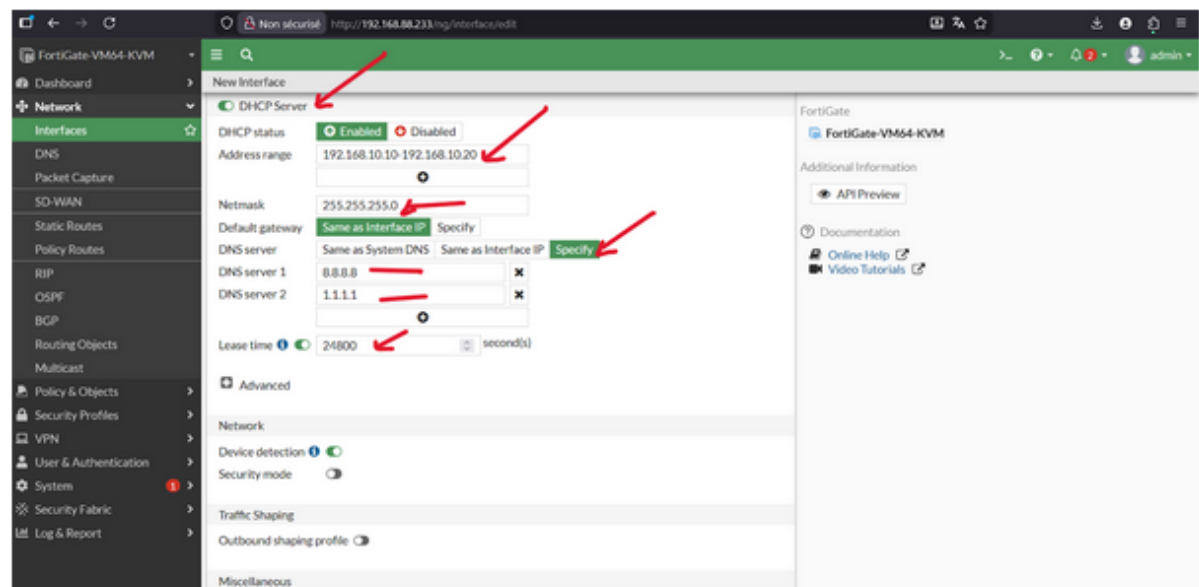 Non sécurisé http://192.168.88.233/ng/interface/edit
FortiGate-VM64-KVM
2
admin
Dashboard
New Interface
Network
DHCP Server
FortiGate
Interfaces
DHCP status Enabled Disabled
FortiGate-VM64-KVM
DNS
Address range 192.168.10.10-192.168.10.20
Packet Capture
Additional Information
SD-WAN
Netmask 255.255.255.0
API Preview
Static Routes
Default gateway Same as Interface IP Specify
Documentation
Policy Routes
DNS server Same as System DNS Same as Interface IP Specify
Online Help
RIP
DNS server 1 8.8.8.8
Video Tutorials
OSPF
DNS server 2 1.1.1.1
BGP
Routing Objects
Lease time 24800 second(s)
Multicast
Policy & Objects
Advanced
Security Profiles
Network
VPN
Device detection
User & Authentication
Security mode
System 1
Security Fabric
Traffic Shaping
Log & Report
Outbound shaping profile
Miscellaneous